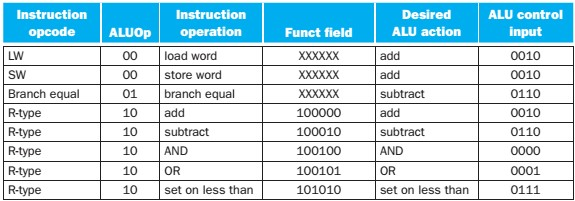 Instruction opcode ALUOp Instruction operation Funct field Desired ALU action ALU control input
LW 00 load word XXXXXX add 0010
SW 00 store word XXXXXX add 0010
Branch equal 01 branch equal XXXXXX subtract 0110
R-type 10 add 100000 add 0010
R-type 10 subtract 100010 subtract 0110
R-type 10 AND 100100 AND 0000
R-type 10 OR 100101 OR 0001
R-type 10 set on less than 101010 set on less than 0111